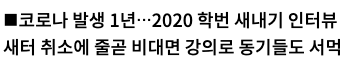 ■코로나 발생 1년…2020 학번 새내기 인터뷰
새터 취소에 줄곧 비대면 강의로 동기들도 서먹